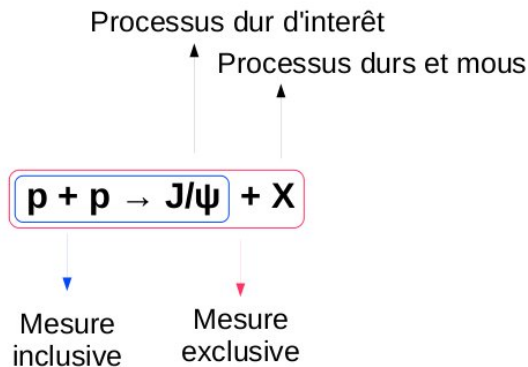 Processus dur d'interêt
Processus durs et mous
p + p → J/ψ + X
Mesure
inclusive
Mesure
exclusive